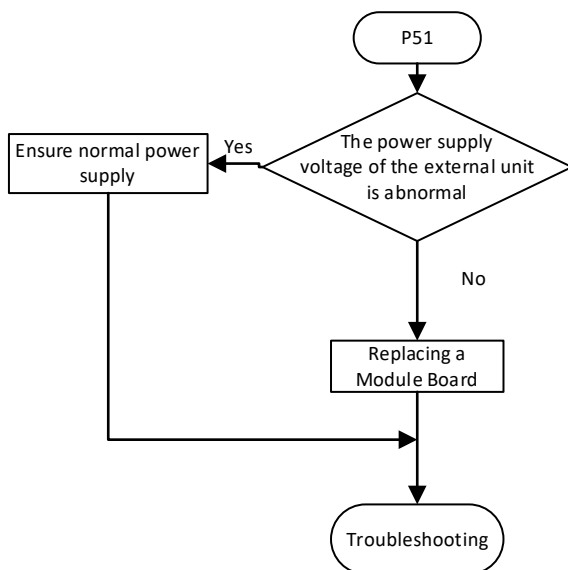 P51
The power supply
voltage of the external unit
is abnormal
Yes
Ensure normal power
supply
No
Replacing a
Module Board
Troubleshooting